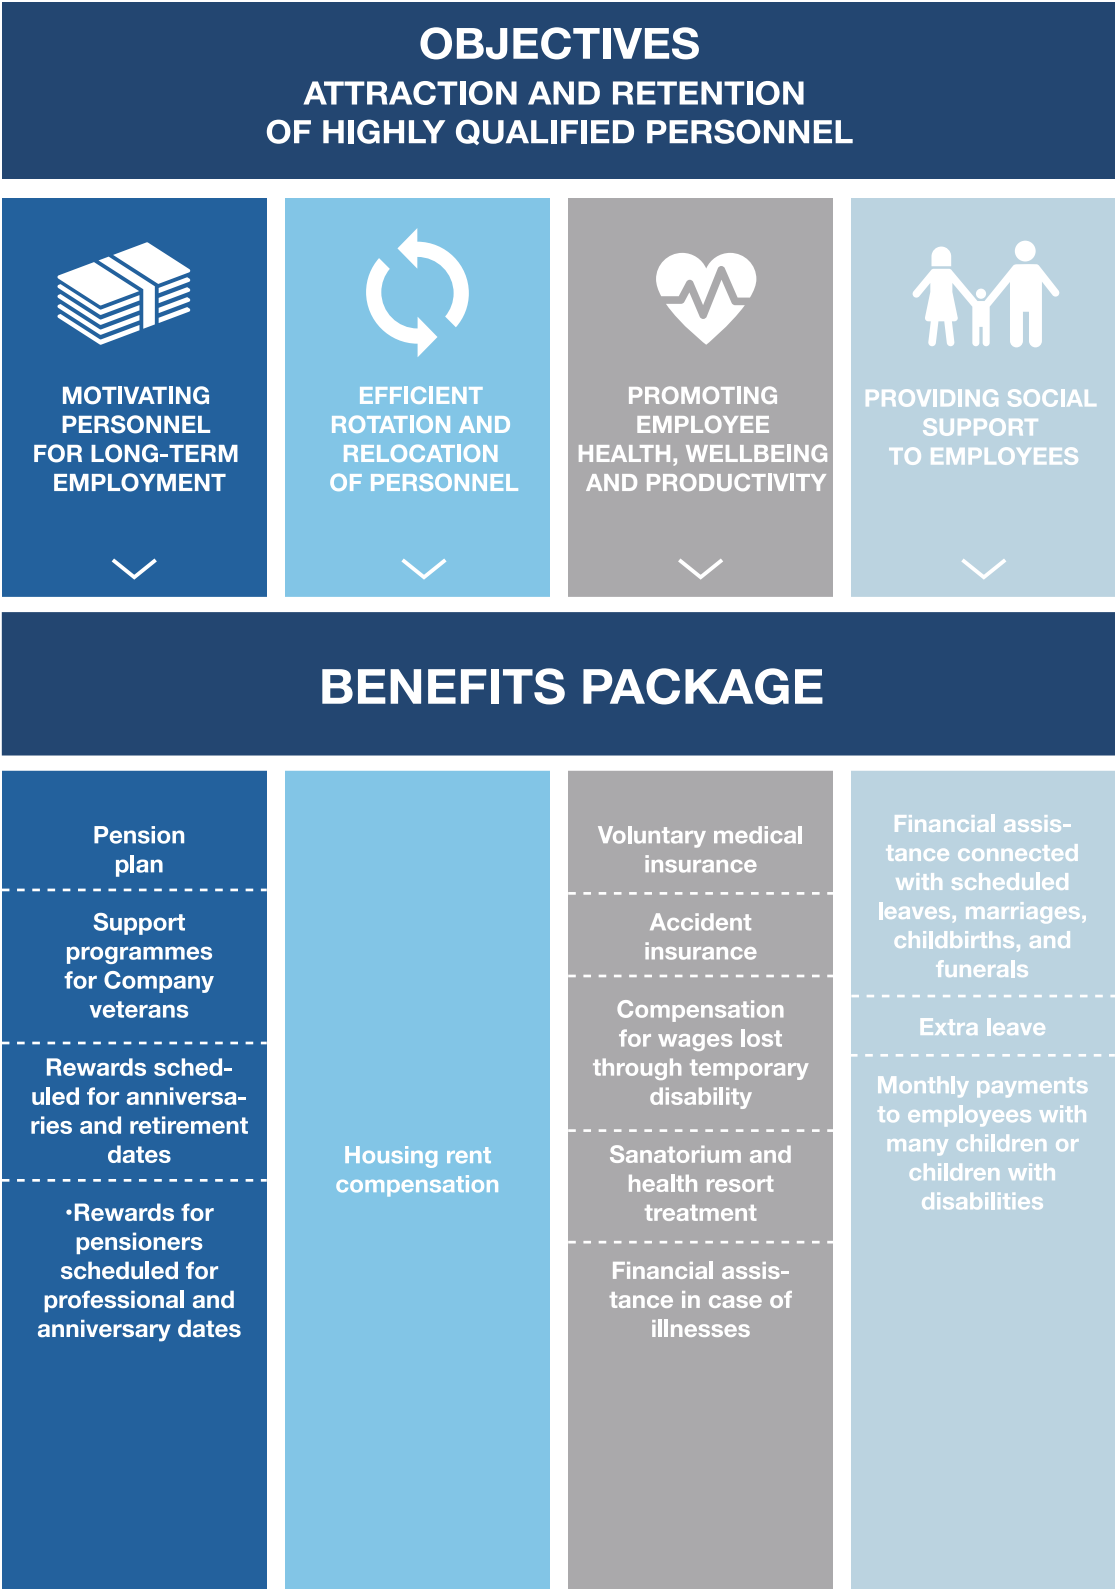 OBJECTIVES
ATTRACTION AND RETENTION
OF HIGHLY QUALIFIED PERSONNEL
MOTIVATING
PERSONNEL
FOR LONG-TERM
EMPLOYMENT
EFFICIENT
ROTATION AND
RELOCATION
OF PERSONNEL
PROMOTING
EMPLOYEE
HEALTH, WELLBEING
AND PRODUCTIVITY
PROVIDING SOCIAL
SUPPORT
TO EMPLOYEES
BENEFITS PACKAGE
Pension
plan
Support
programmes
for Company
veterans
Rewards sched-
uled for anniversa-
ries and retirement
dates
•Rewards for
pensioners
scheduled for
professional and
anniversary dates
Housing rent
compensation
Voluntary medical
insurance
Accident
insurance
Compensation
for wages lost
through temporary
disability
Sanatorium and
health resort
treatment
Financial assis-
tance in case of
illnesses
Financial assis-
tance connected
with scheduled
leaves, marriages,
childbirths, and
funerals
Extra leave
Monthly payments
to employees with
many children or
children with
disabilities